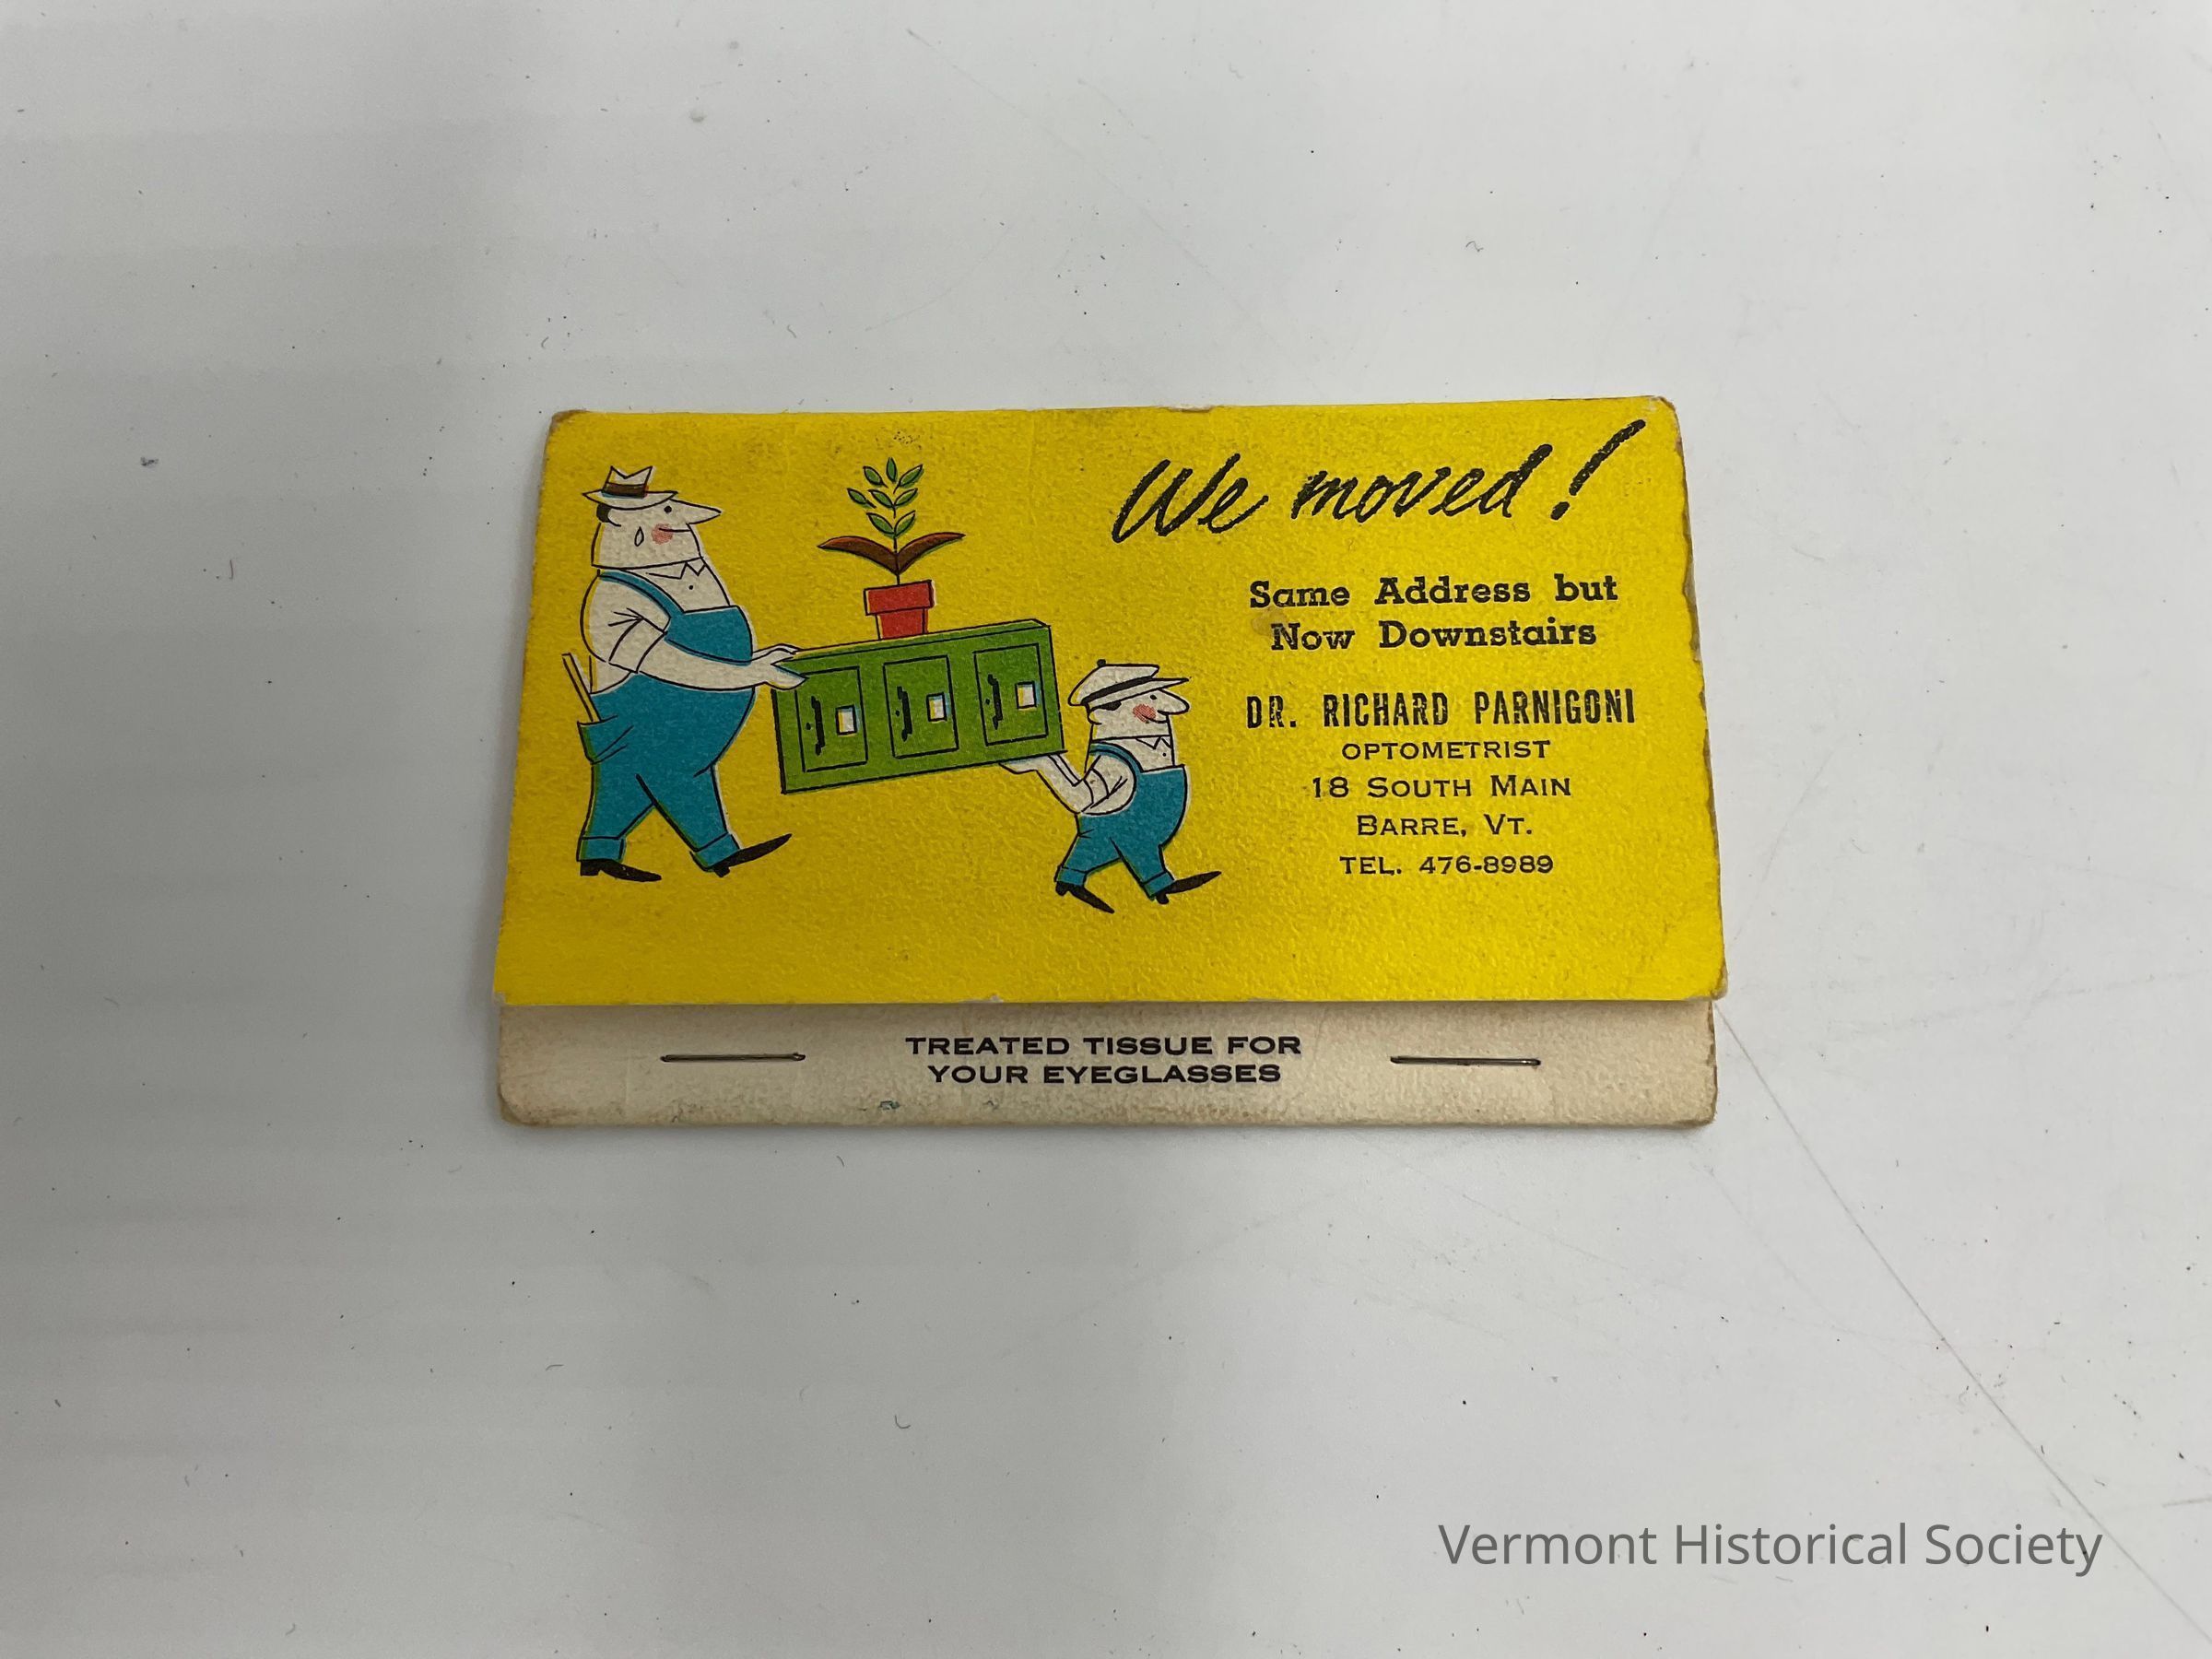 We moved!
Same Address but
Now Downstairs
DR. RICHARD PARNIGONI
OPTOMETRIST
18 SOUTH MAIN
BARRE, VT.
TEL. 476-8989
TREATED TISSUE FOR
YOUR EYEGLASSES
Vermont Historical Society